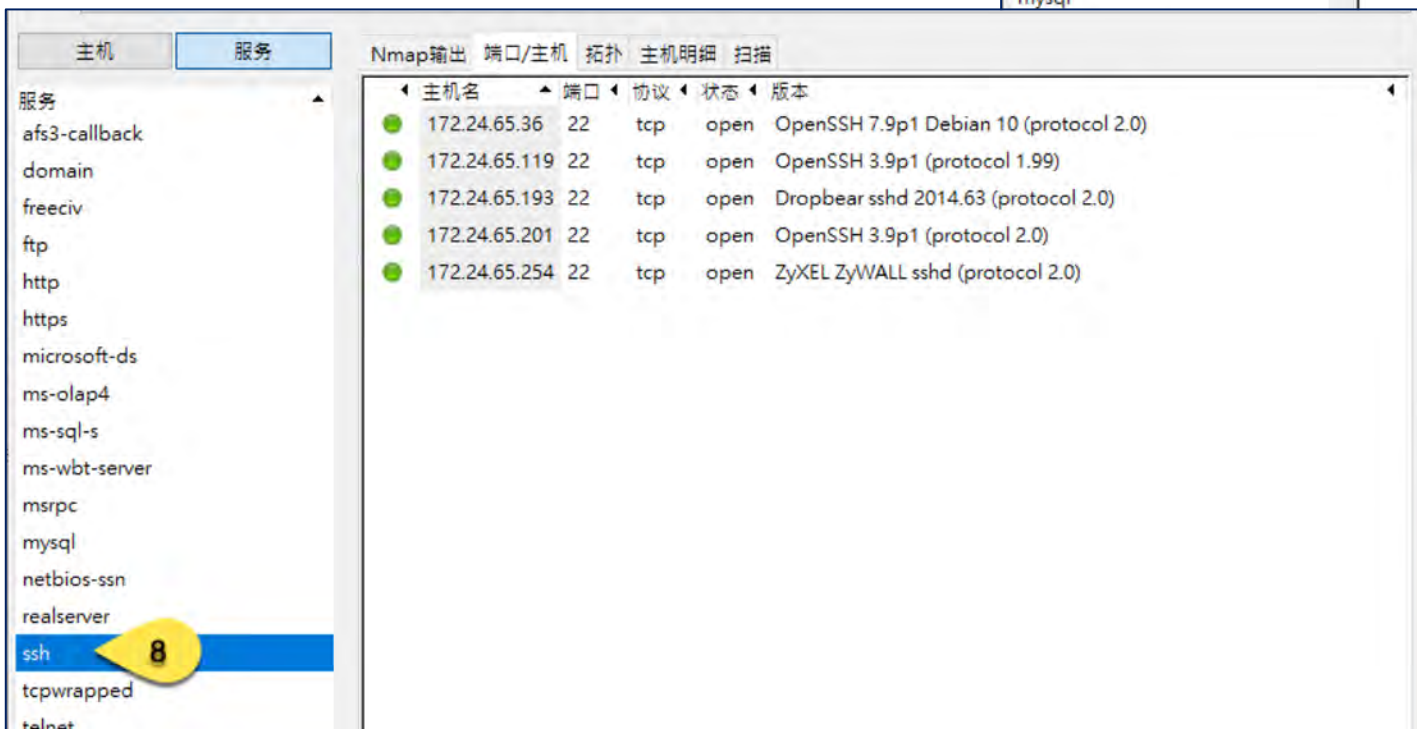 mysql
主机 服务
Nmap输出 端口/主机 拓扑 主机明细 扫描
服务
afs3-callback
domain
freeciv
ftp
http
https
microsoft-ds
ms-olap4
ms-sql-s
ms-wbt-server
msrpc
mysql
netbios-ssn
realserver
ssh 8
tcpwrapped
telnet
主机名 端口 协议 状态 版本
172.24.65.36 22 tcp open OpenSSH 7.9p1 Debian 10 (protocol 2.0)
172.24.65.119 22 tcp open OpenSSH 3.9p1 (protocol 1.99)
172.24.65.193 22 tcp open Dropbear sshd 2014.63 (protocol 2.0)
172.24.65.201 22 tcp open OpenSSH 3.9p1 (protocol 2.0)
172.24.65.254 22 tcp open ZyXEL ZyWALL sshd (protocol 2.0)